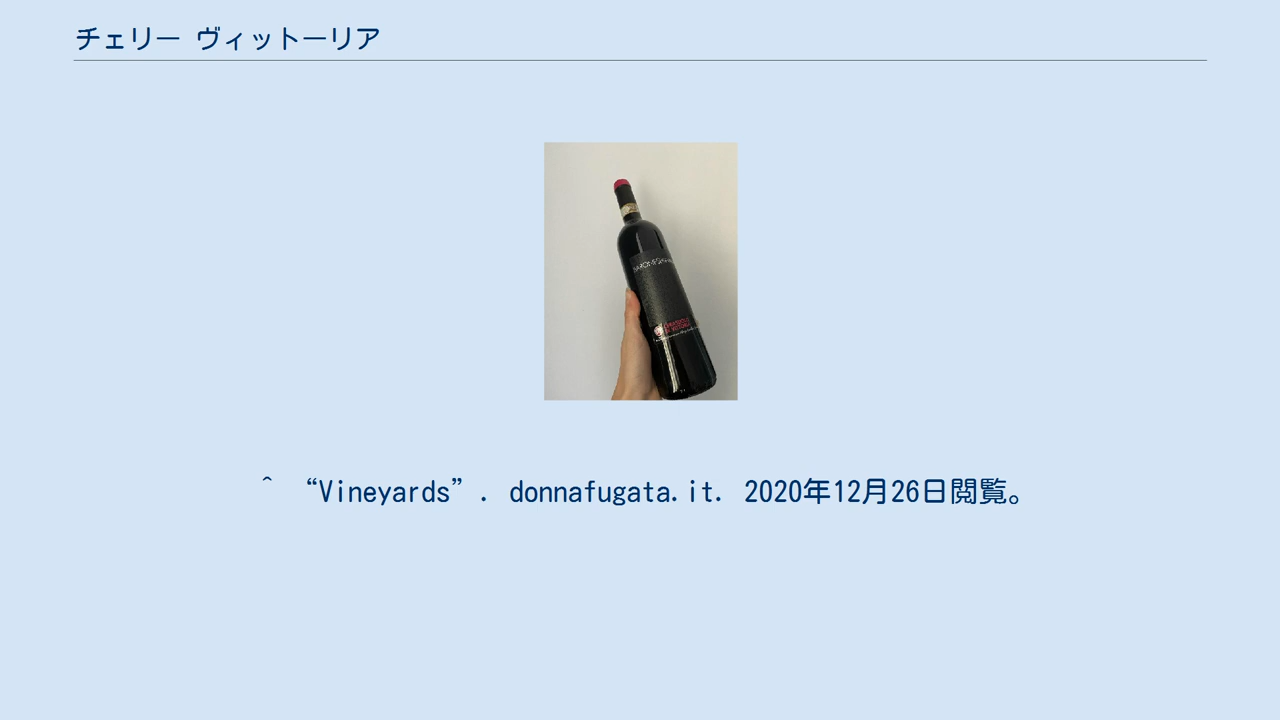 チェリー ヴィットーリア
^ “Vineyards”. donnafugata.it. 2020年12月26日閲覧。